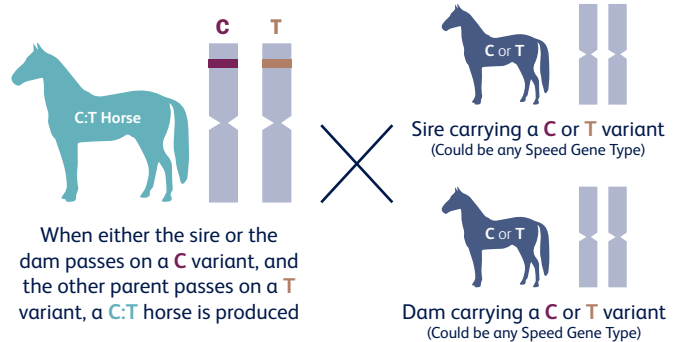 C T
C:T Horse
When either the sire or the
dam passes on a C variant, and
the other parent passes on a T
variant, a C:T horse is produced
C or T
Sire carrying a C or T variant
(Could be any Speed Gene Type)
C or T
Dam carrying a C or T variant
(Could be any Speed Gene Type)